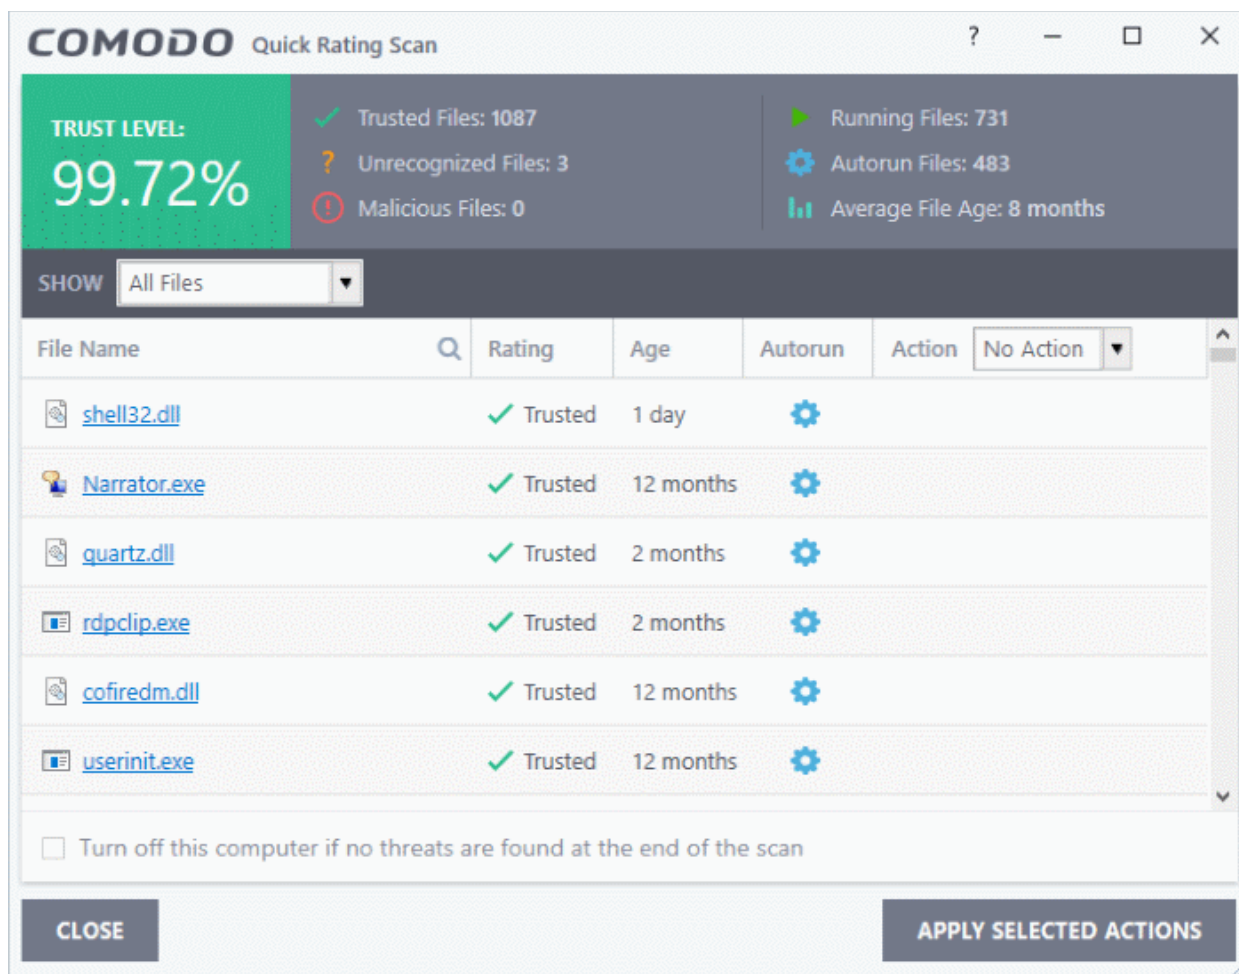 COMODO Quick Rating Scan ?
TRUST LEVEL:
99.72%
Trusted Files: 1087
Unrecognized Files: 3
Malicious Files: 0
Running Files: 731
Autorun Files: 483
Average File Age: 8 months
SHOW All Files
File Name Rating Age Autorun Action No Action
shell32.dll Trusted 1 day
Narrator.exe Trusted 12 months
quartz.dll Trusted 2 months
rdpclip.exe Trusted 2 months
cofiredm.dll Trusted 12 months
userinit.exe Trusted 12 months
Turn off this computer if no threats are found at the end of the scan
CLOSE APPLY SELECTED ACTIONS